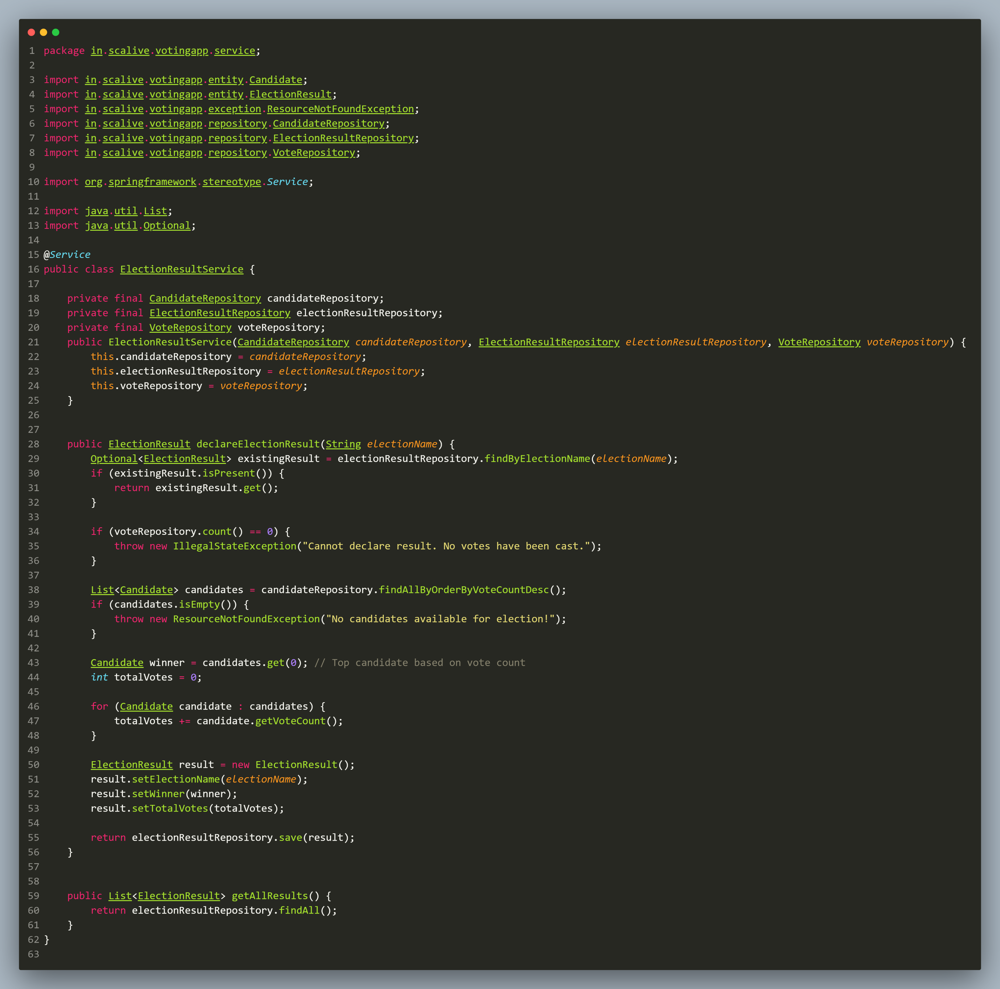 1 package in.scalive.votingapp.service;
2
3 import in.scalive.votingapp.entity.Candidate;
4 import in.scalive.votingapp.entity.ElectionResult;
5 import in.scalive.votingapp.exception.ResourceNotFoundException;
6 import in.scalive.votingapp.repository.CandidateRepository;
7 import in.scalive.votingapp.repository.ElectionResultRepository;
8 import in.scalive.votingapp.repository.VoteRepository;
9
10 import org.springframework.stereotype.Service;
11
12 import java.util.List;
13 import java.util.Optional;
14
15 @Service
16 public class ElectionResultService {
17
18     private final CandidateRepository candidateRepository;
19     private final ElectionResultRepository electionResultRepository;
20     private final VoteRepository voteRepository;
21     public ElectionResultService(CandidateRepository candidateRepository, ElectionResultRepository electionResultRepository, VoteRepository voteRepository) {
22         this.candidateRepository = candidateRepository;
23         this.electionResultRepository = electionResultRepository;
24         this.voteRepository = voteRepository;
25     }
26
27
28     public ElectionResult declareElectionResult(String electionName) {
29         Optional<ElectionResult> existingResult = electionResultRepository.findByElectionName(electionName);
30         if (existingResult.isPresent()) {
31             return existingResult.get();
32         }
33
34         if (voteRepository.count() == 0) {
35             throw new IllegalStateException("Cannot declare result. No votes have been cast.");
36         }
37
38         List<Candidate> candidates = candidateRepository.findAllByOrderByVoteCountDesc();
39         if (candidates.isEmpty()) {
40             throw new ResourceNotFoundException("No candidates available for election!");
41         }
42
43         Candidate winner = candidates.get(0); // Top candidate based on vote count
44         int totalVotes = 0;
45
46         for (Candidate candidate : candidates) {
47             totalVotes += candidate.getVoteCount();
48         }
49
50         ElectionResult result = new ElectionResult();
51         result.setElectionName(electionName);
52         result.setWinner(winner);
53         result.setTotalVotes(totalVotes);
54
55         return electionResultRepository.save(result);
56     }
57
58
59     public List<ElectionResult> getAllResults() {
60         return electionResultRepository.findAll();
61     }
62 }
63